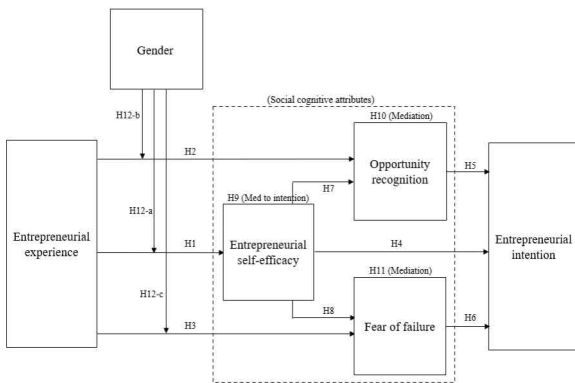 Gender
(Social cognitive attributes)
H10 (Mediation)
H12-b
H2
Opportunity
recognition
H5
H7
H9 (Med to intention)
H12-a
Entrepreneurial
experience
H1
Entrepreneurial
self-efficacy
H4
Entrepreneurial
intention
H11 (Mediation)
H12-c
H8
H3
Fear of failure
H6